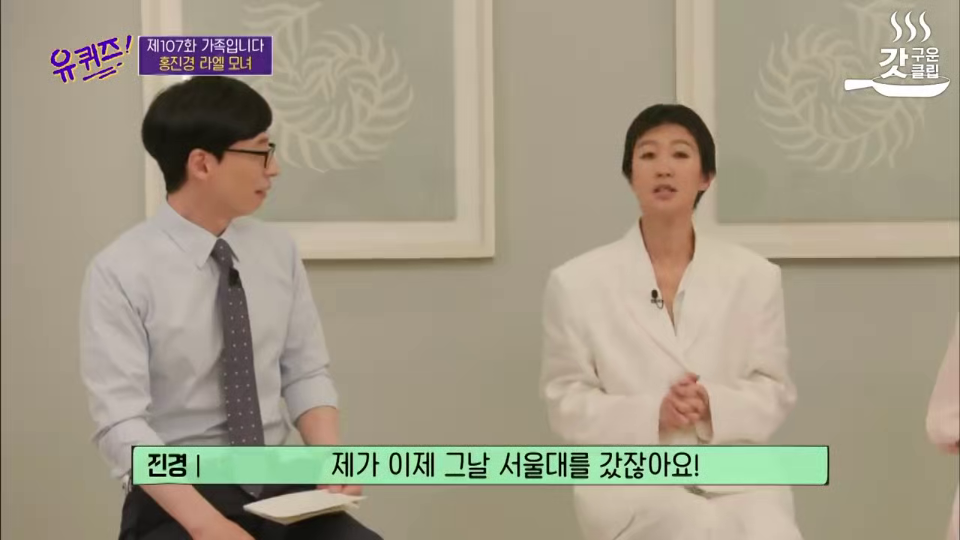 유퀴즈!
제107화 가족입니다
홍진경 라엘 모녀
갓구운클립
진경 | 제가 이제 그날 서울대를 갔잖아요!